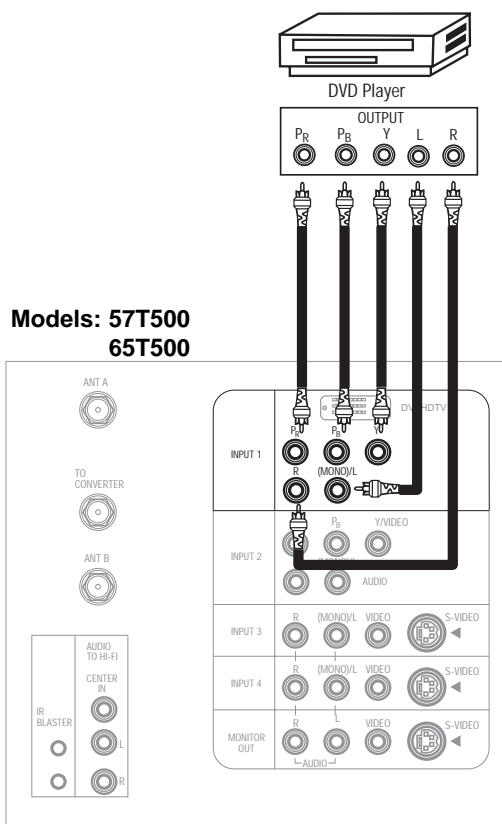 DVD Player
OUTPUT
PR PB Y L R
Models: 57T500
65T500
ANT A
TO
CONVERTER
ANT B
AUDIO
TO HI-FI
CENTER
IN
IR
BLASTER
L
R
DVI-HDTV
PR PB Y
INPUT 1
R (MONO)/L
PB Y/VIDEO
INPUT 2
AUDIO
R (MONO)/L VIDEO S-VIDEO
INPUT 3
R (MONO)/L VIDEO S-VIDEO
INPUT 4
R L VIDEO S-VIDEO
MONITOR
OUT
AUDIO